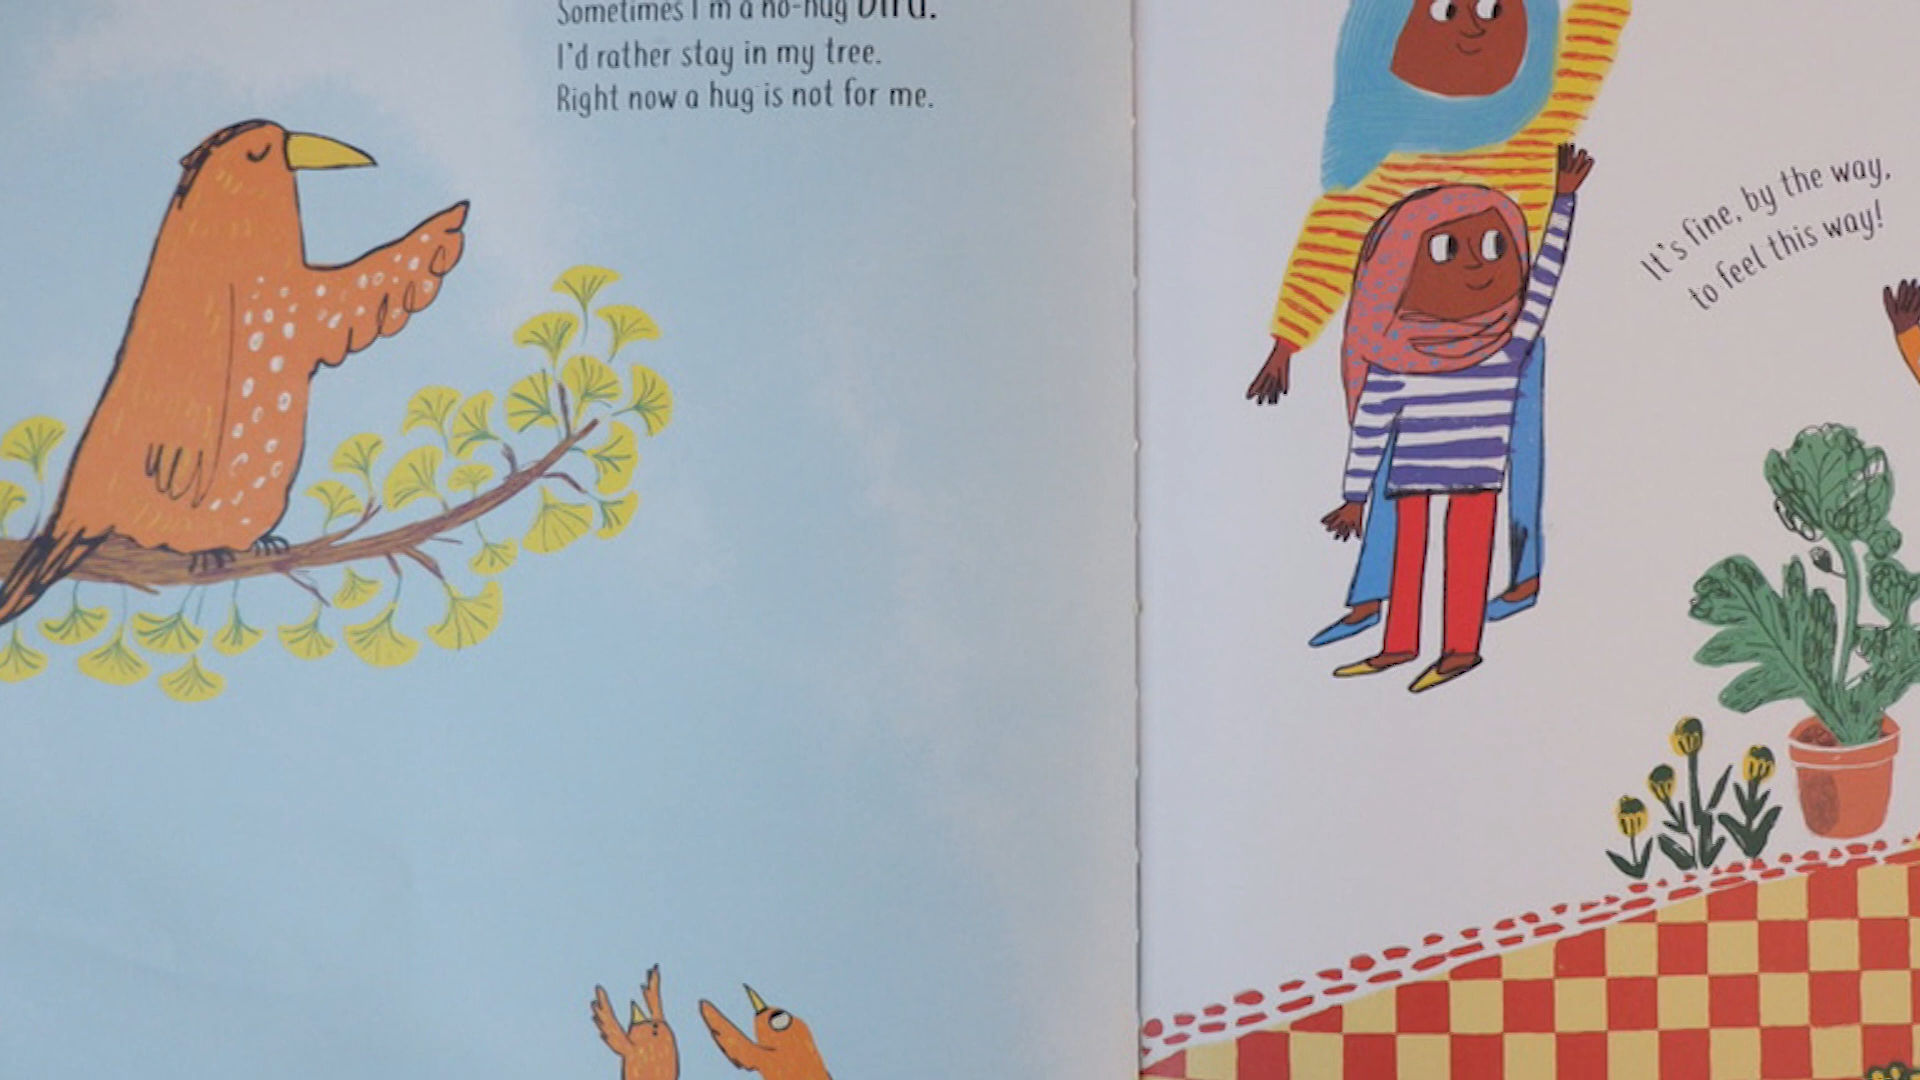 Sometimes I'm a no-hug bird.
I'd rather stay in my tree.
Right now a hug is not for me.
It's fine, by the way,
to feel this way!